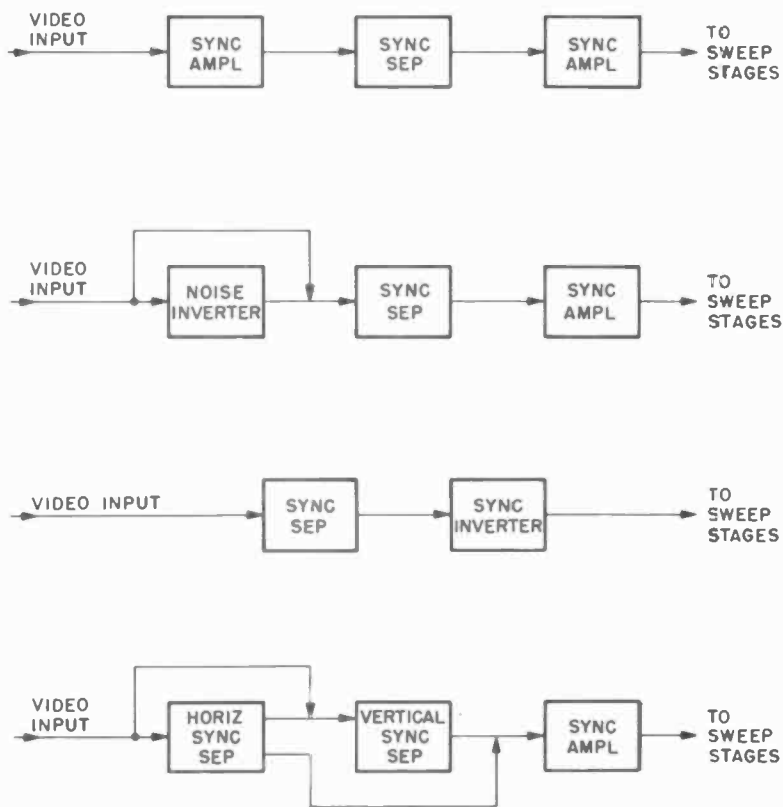 VIDEO
INPUT
SYNC
AMPL
SYNC
SEP
SYNC
AMPL
TO
SWEEP
STAGES
VIDEO
INPUT
NOISE
INVERTER
SYNC
SEP
SYNC
AMPL
TO
SWEEP
STAGES
VIDEO INPUT
SYNC
SEP
SYNC
INVERTER
TO
SWEEP
STAGES
VIDEO
INPUT
HORIZ
SYNC
SEP
VERTICAL
SYNC
SEP
SYNC
AMPL
TO
SWEEP
STAGES